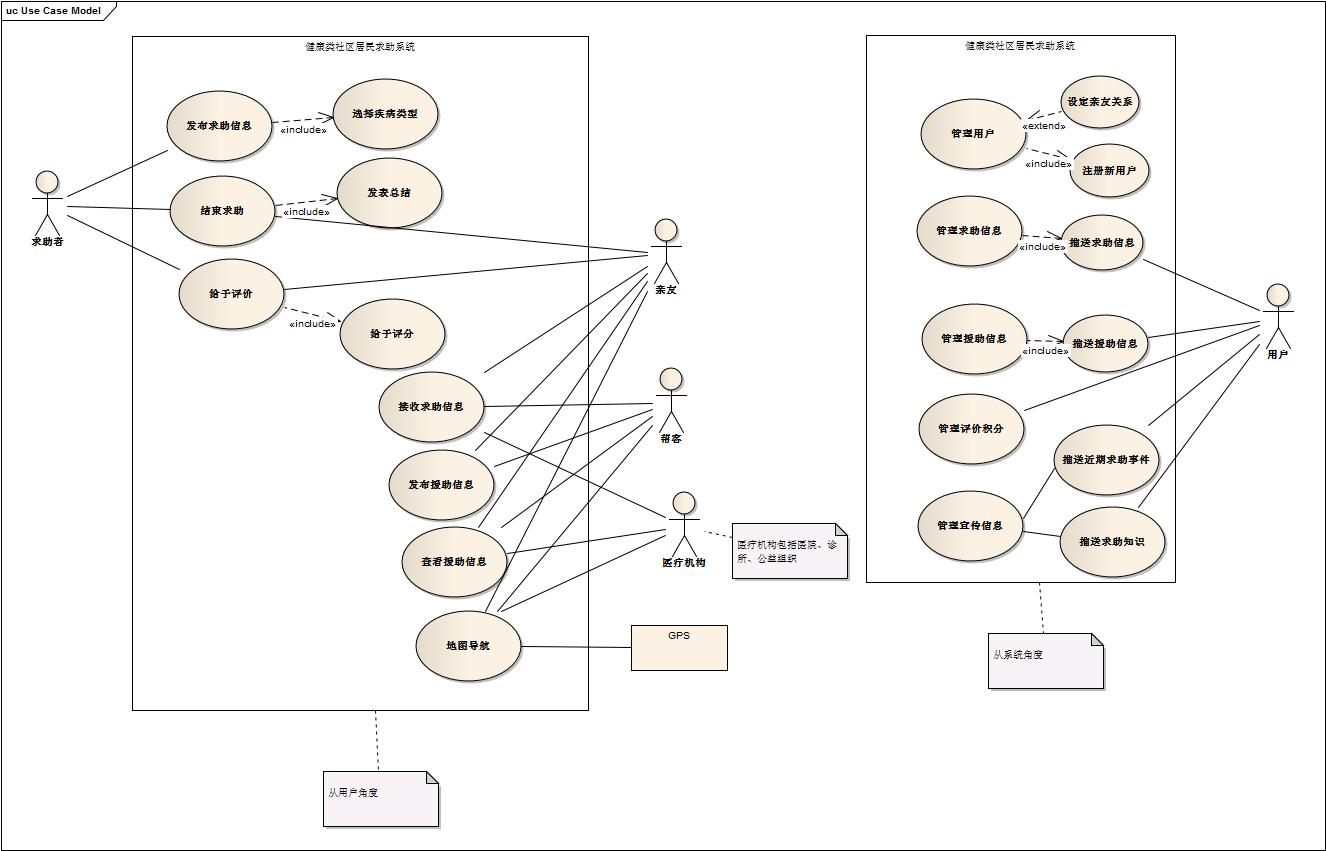 uc Use Case Model
健康类社区居民求助系统
发布求助信息
«include»
选择疾病类型
结束求助
«include»
发表总结
给予评价
«include»
给予评分
接收求助信息
发布援助信息
查看援助信息
地图导航
求助者
亲友
帮客
医疗机构
医疗机构包括医院、诊
所、公益组织
GPS
从用户角度
健康类社区居民求助系统
管理用户
«extend»
设定亲友关系
«include»
注册新用户
管理求助信息
«include»
推送求助信息
管理援助信息
«include»
推送援助信息
管理评价积分
推送近期求助事件
管理宣传信息
推送求助知识
用户
从系统角度